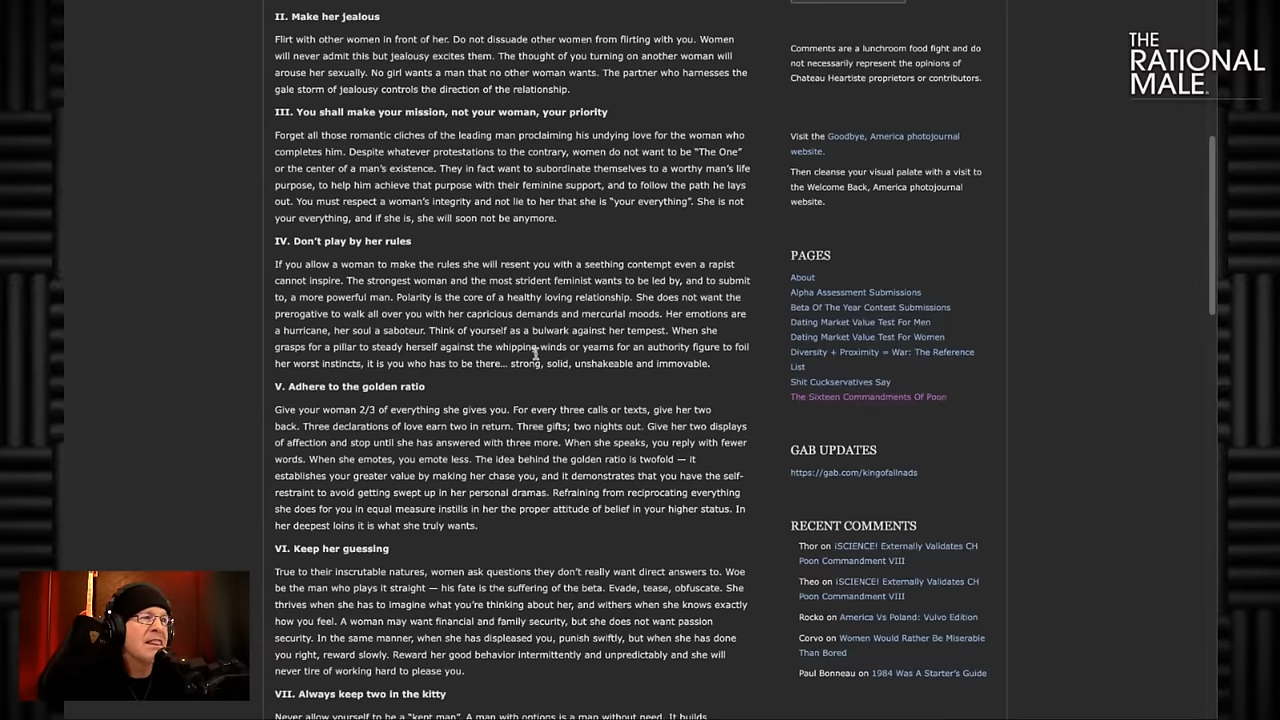 II. Make her jealous
Flirt with other women in front of her. Do not dissuade other women from flirting with you. Women
will never admit this but jealousy excites them. The thought of you turning on another woman will
arouse her sexually. No girl wants a man that no other woman wants. The partner who harnesses the
gale storm of jealousy controls the direction of the relationship.
III. You shall make your mission, not your woman, your priority
Forget all those romantic cliches of the leading man proclaiming his undying love for the woman who
completes him. Despite whatever protestations to the contrary, women do not want to be “The One”
or the center of a man’s existence. They in fact want to subordinate themselves to a worthy man’s life
purpose, to help him achieve that purpose with their feminine support, and to follow the path he lays
out. You must respect a woman’s integrity and not lie to her that she is “your everything”. She is not
your everything, and if she is, she will soon not be anymore.
IV. Don’t play by her rules
If you allow a woman to make the rules she will resent you with a seething contempt even a rapist
cannot inspire. The strongest woman and the most strident feminist wants to be led by, and to submit
to, a more powerful man. Polarity is the core of a healthy loving relationship. She does not want the
prerogative to walk all over you with her capricious demands and mercurial moods. Her emotions are
a hurricane, her soul a saboteur. Think of yourself as a bulwark against her tempest. When she
grasps for a pillar to steady herself against the whipping winds or yearns for an authority figure to foil
her worst instincts, it is you who has to be there… strong, solid, unshakeable and immovable.
V. Adhere to the golden ratio
Give your woman 2/3 of everything she gives you. For every three calls or texts, give her two
back. Three declarations of love earn two in return. Three gifts; two nights out. Give her two displays
of affection and stop until she has answered with three more. When she speaks, you reply with fewer
words. When she emotes, you emote less. The idea behind the golden ratio is twofold — it
establishes your greater value by making her chase you, and it demonstrates that you have the self-
restraint to avoid getting swept up in her personal dramas. Refraining from reciprocating everything
she does for you in equal measure instills in her the proper attitude of belief in your higher status. In
her deepest loins it is what she truly wants.
VI. Keep her guessing
True to their inscrutable natures, women ask questions they don’t really want direct answers to. Woe
be the man who plays it straight — his fate is the suffering of the beta. Evade, tease, obfuscate. She
thrives when she has to imagine what you’re thinking about her, and withers when she knows exactly
how you feel. A woman may want financial and family security, but she does not want passion
security. In the same manner, when she has displeased you, punish swiftly, but when she has done
you right, reward slowly. Reward her good behavior intermittently and unpredictably and she will
never tire of working hard to please you.
VII. Always keep two in the kitty
Never allow yourself to be a “kept man”. A man with options is a man without need. It builds
Comments are a lunchroom food fight and do
not necessarily represent the opinions of
Chateau Heartiste proprietors or contributors.
Visit the Goodbye, America photojournal
website.
Then cleanse your visual palate with a visit to
the Welcome Back, America photojournal
website.
PAGES
About
Alpha Assessment Submissions
Beta Of The Year Contest Submissions
Dating Market Value Test For Men
Dating Market Value Test For Women
Diversity + Proximity = War: The Reference
List
Shit Cuckservatives Say
The Sixteen Commandments Of Poon
GAB UPDATES
https://gab.com/kingofallnads
RECENT COMMENTS
Thor on iSCIENCE! Externally Validates CH
Poon Commandment VIII
Theo on iSCIENCE! Externally Validates CH
Poon Commandment VIII
Rocko on America Vs Poland: Vulvo Edition
Corvo on Women Would Rather Be Miserable
Than Bored
Paul Bonneau on 1984 Was A Starter’s Guide
THE
RATIONAL
MALE